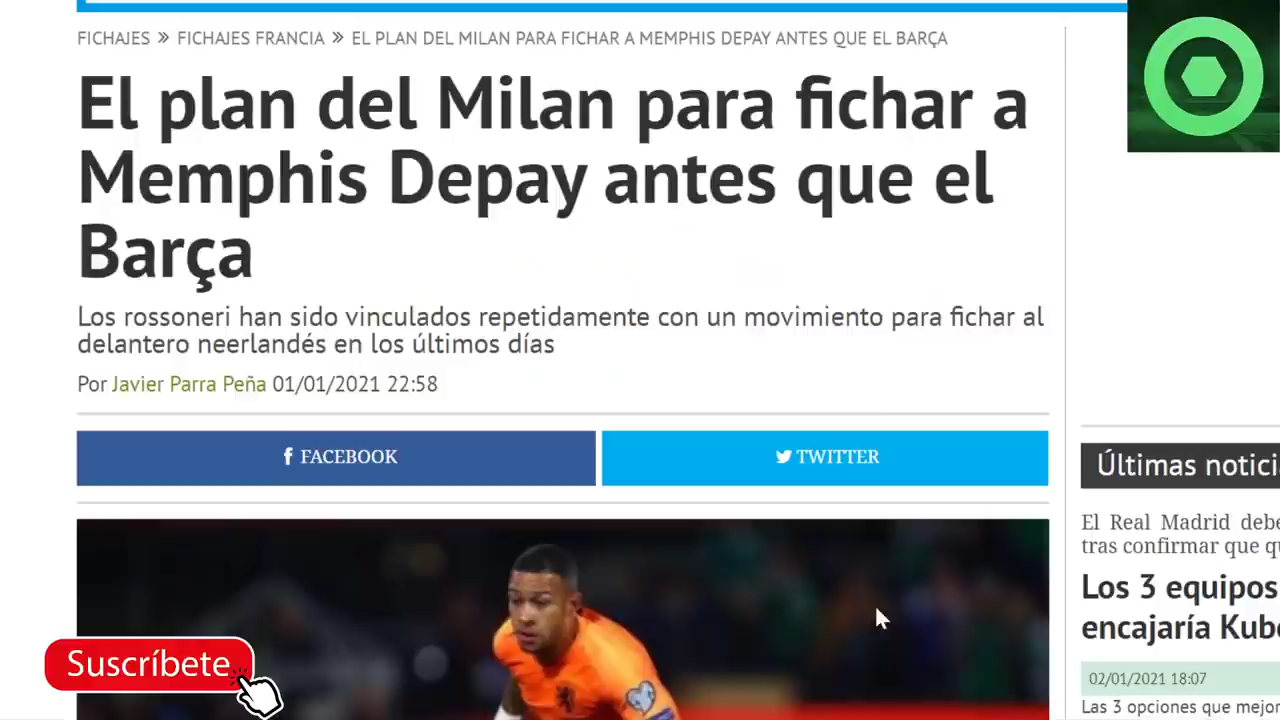 FICHAJES » FICHAJES FRANCIA » EL PLAN DEL MILAN PARA FICHAR A MEMPHIS DEPAY ANTES QUE EL BARÇA
El plan del Milan para fichar a
Memphis Depay antes que el
Barça
Los rossoneri han sido vinculados repetidamente con un movimiento para fichar al
delantero neerlandés en los últimos días
Por Javier Parra Peña 01/01/2021 22:58
FACEBOOK
TWITTER
Últimas
El Real Madrid
tras confirmar que
Los 3 equipos
encajaría
02/01/2021 18:07
Las 3 opciones que
Suscríbete